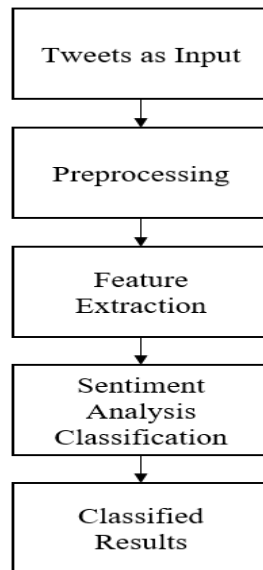 Tweets as Input
Preprocessing
Feature
Extraction
Sentiment
Analysis
Classification
Classified
Results